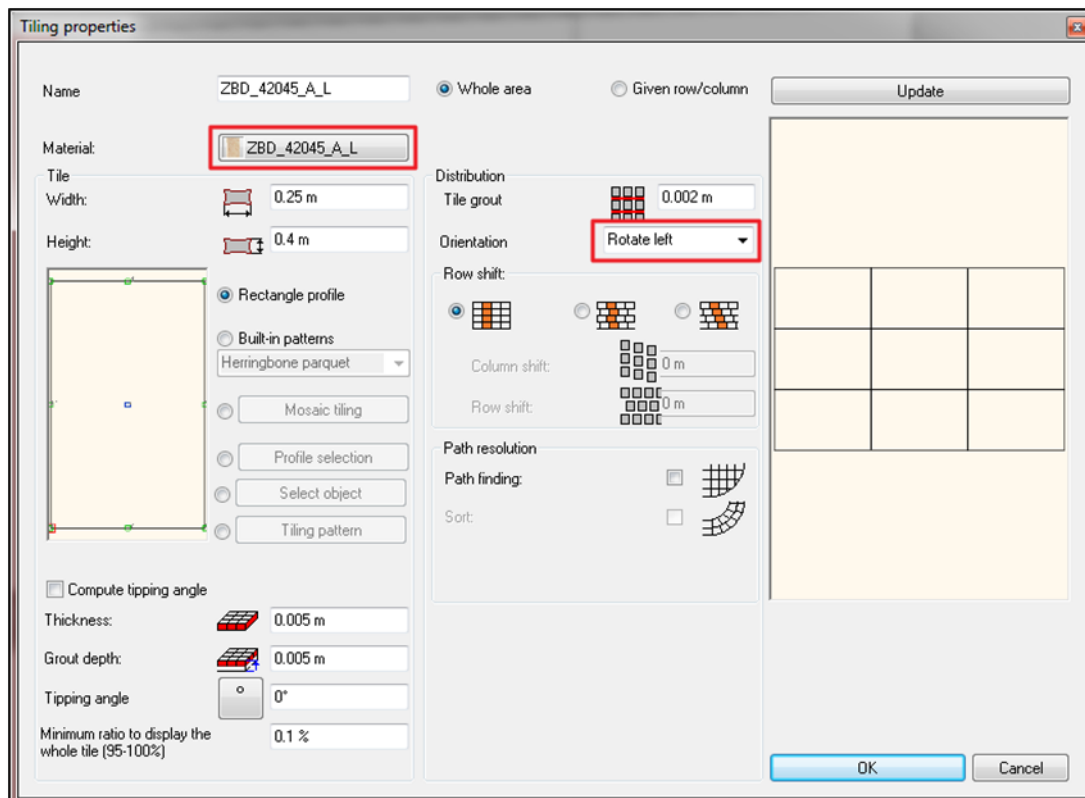 Tiling properties
Name
ZBD_42045_A_L
Whole area
Given row/column
Update
Material:
ZBD_42045_A_L
Tile
Width:
0.25 m
Height:
0.4 m
Rectangle profile
Built-in patterns
Herringbone parquet
Mosaic tiling
Profile selection
Select object
Tiling pattern
Compute tipping angle
Thickness:
0.005 m
Grout depth:
0.005 m
Tipping angle
0°
Minimum ratio to display the
whole tile (95-100%)
0.1 %
Distribution
Tile grout
0.002 m
Orientation
Rotate left
Row shift:
Column shift:
0 m
Row shift:
0 m
Path resolution
Path finding:
Sort:
OK
Cancel